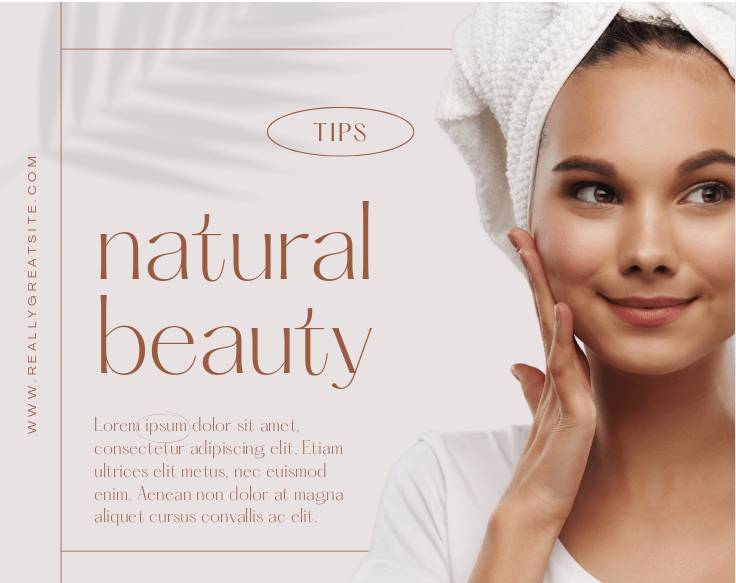 TIPS
natural
beauty
Lorem ipsum dolor sit amet,
consectetur adipiscing elit. Etiam
ultrices elit metus, nec euismod
enim. Aenean non dolor at magna
aliquet cursus convallis ac elit.
WWW.REALLYGREATSITE.COM